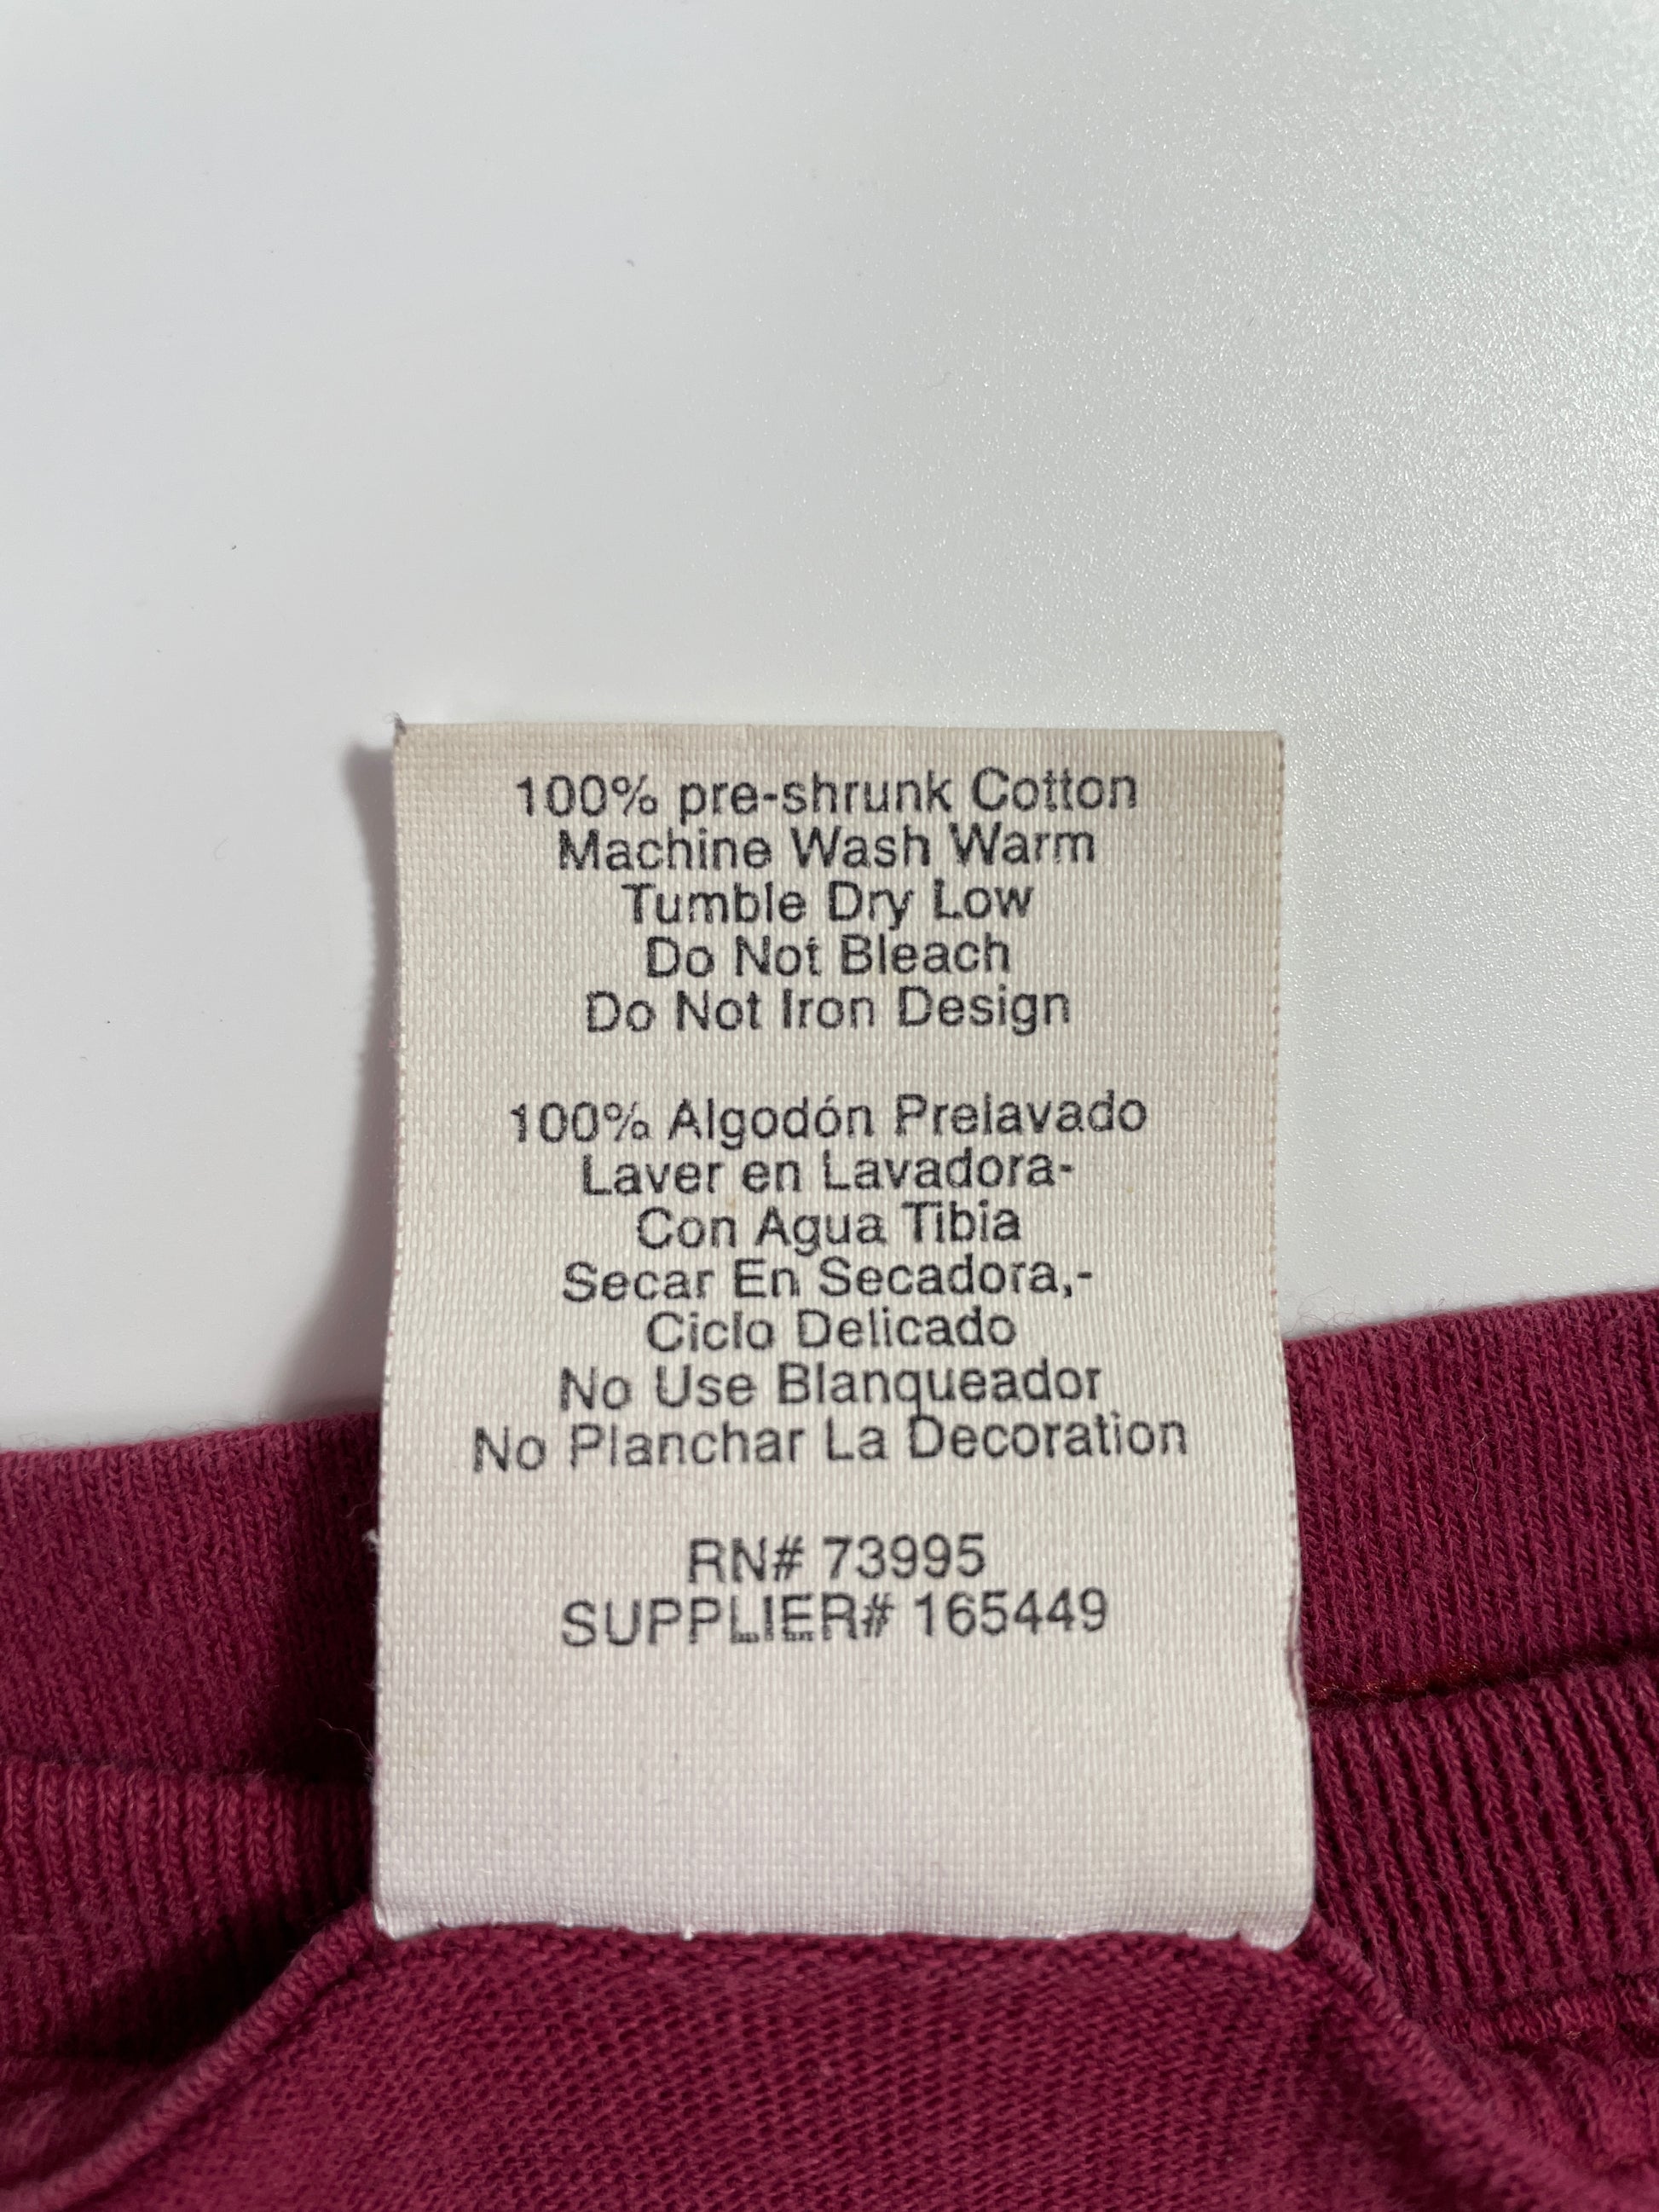 100% pre-shrunk Cotton
Machine Wash Warm
Tumble Dry Low
Do Not Bleach
Do Not Iron Design
100% Algodón Prelavado
Laver en Lavadora-
Con Agua Tibia
Secar En Secadora,-
Ciclo Delicado
No Use Blanqueador
No Planchar La Decoration
RN# 73995
SUPPLIER# 165449